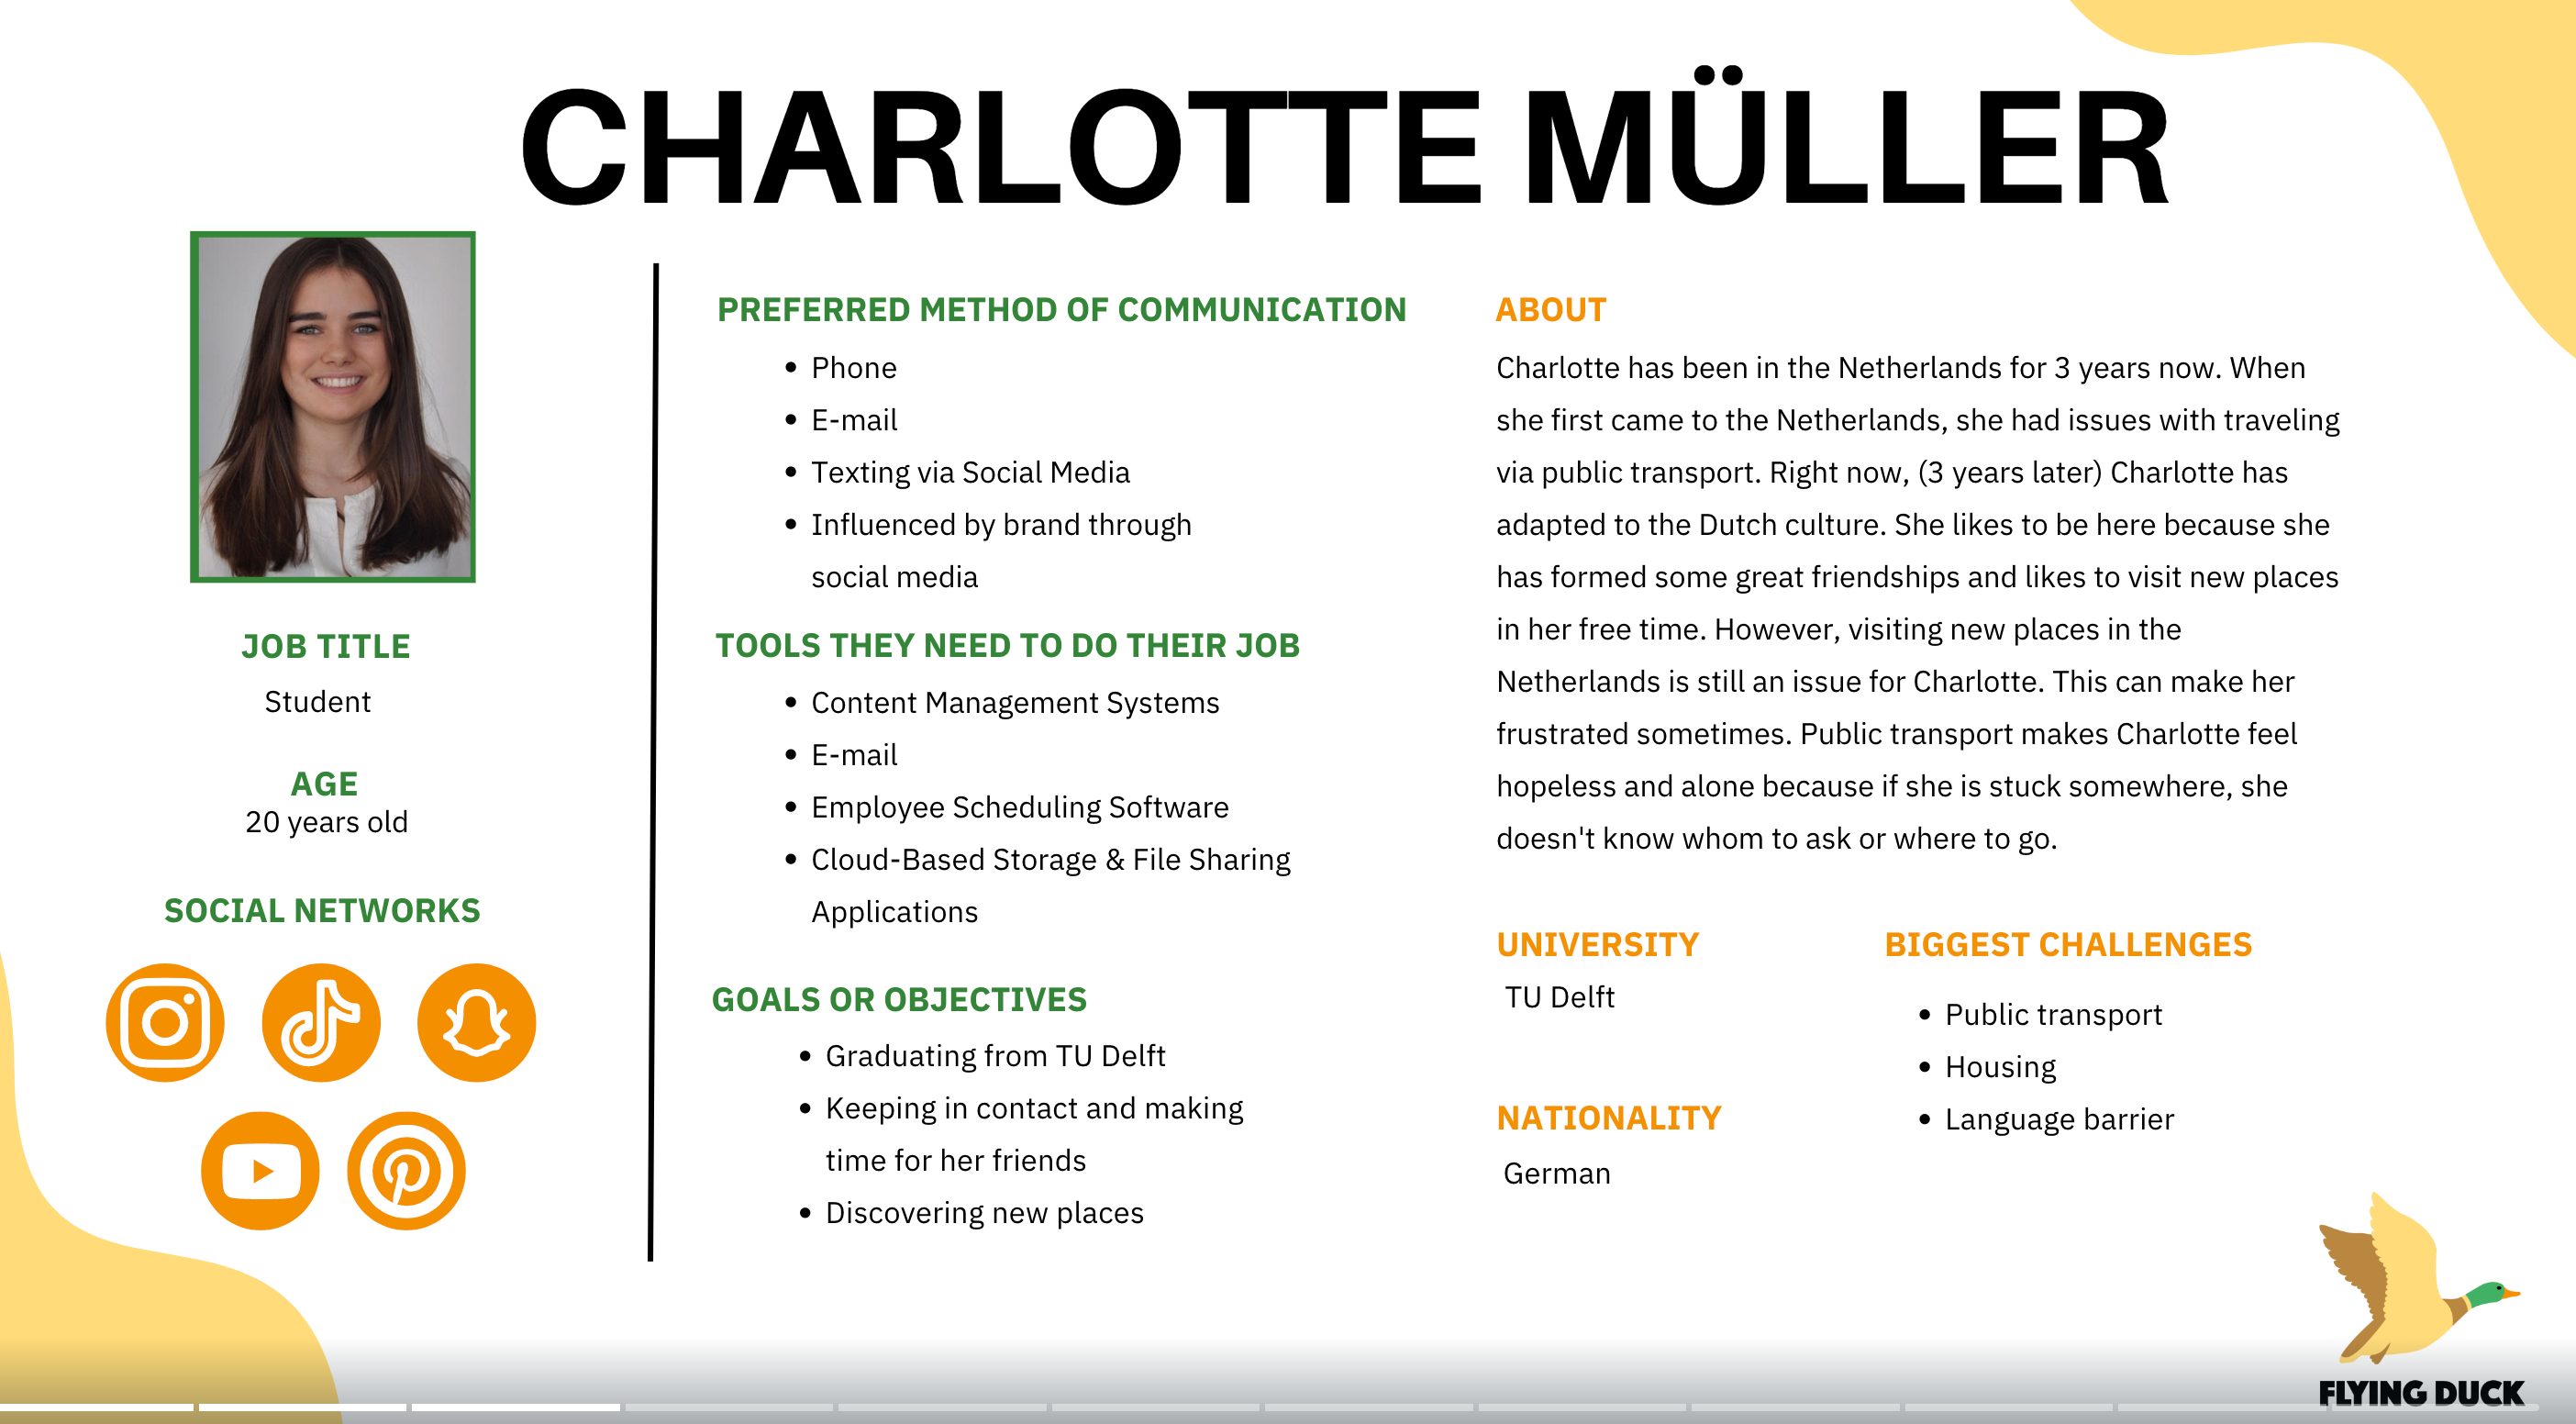 CHARLOTTE MÜLLER
JOB TITLE
Student
AGE
20 years old
SOCIAL NETWORKS
PREFERRED METHOD OF COMMUNICATION
Phone
E-mail
Texting via Social Media
Influenced by brand through
social media
TOOLS THEY NEED TO DO THEIR JOB
Content Management Systems
E-mail
Employee Scheduling Software
Cloud-Based Storage & File Sharing
Applications
GOALS OR OBJECTIVES
Graduating from TU Delft
Keeping in contact and making
time for her friends
Discovering new places
ABOUT
Charlotte has been in the Netherlands for 3 years now. When
she first came to the Netherlands, she had issues with traveling
via public transport. Right now, (3 years later) Charlotte has
adapted to the Dutch culture. She likes to be here because she
has formed some great friendships and likes to visit new places
in her free time. However, visiting new places in the
Netherlands is still an issue for Charlotte. This can make her
frustrated sometimes. Public transport makes Charlotte feel
hopeless and alone because if she is stuck somewhere, she
doesn't know whom to ask or where to go.
UNIVERSITY
TU Delft
NATIONALITY
German
BIGGEST CHALLENGES
Public transport
Housing
Language barrier
FLYING DUCK